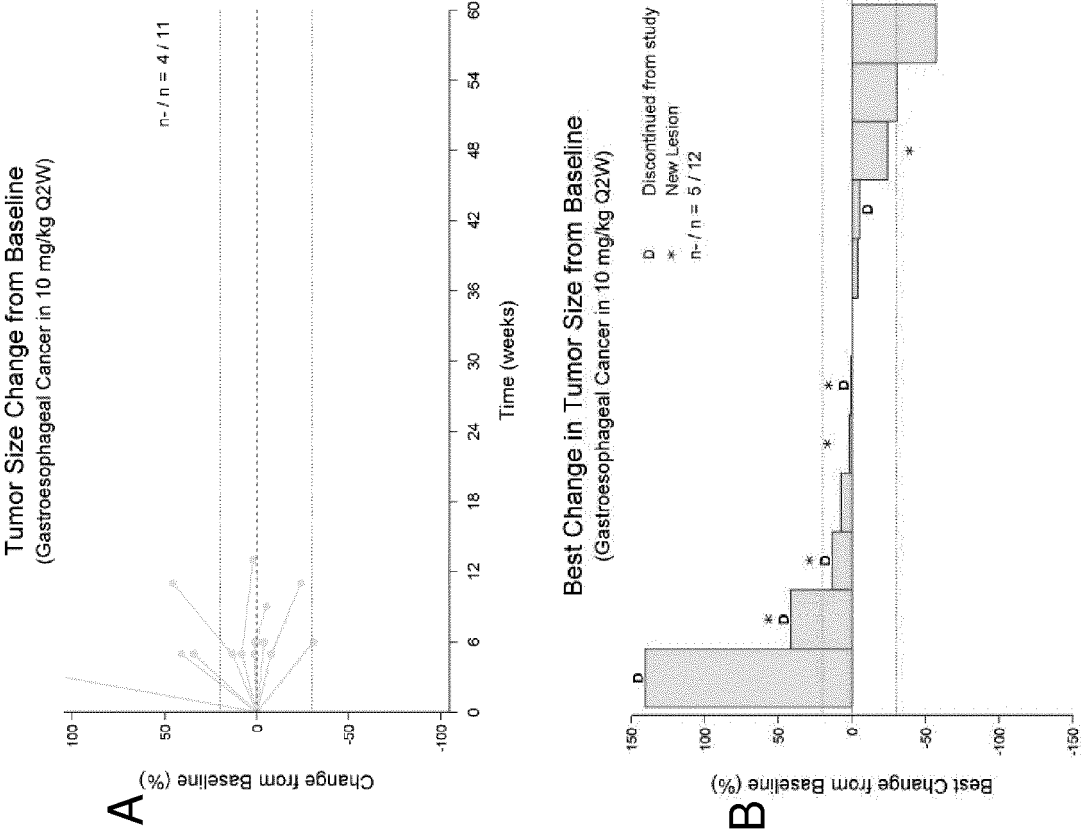 A
Tumor Size Change from Baseline
(Gastroesophageal Cancer in 10 mg/kg Q2W)
n- / n = 4 / 11
Change from Baseline (%)
100
50
0
-50
-100
0 6 12 18 24 30 36 42 48 54 60
Time (weeks)
B
Best Change in Tumor Size from Baseline
(Gastroesophageal Cancer in 10 mg/kg Q2W)
D Discontinued from study
* New Lesion
n- / n = 5 / 12
Best Change from Baseline (%)
150
100
50
0
-50
-100
-150
D
*
D
*
D
*
*
D
D
*